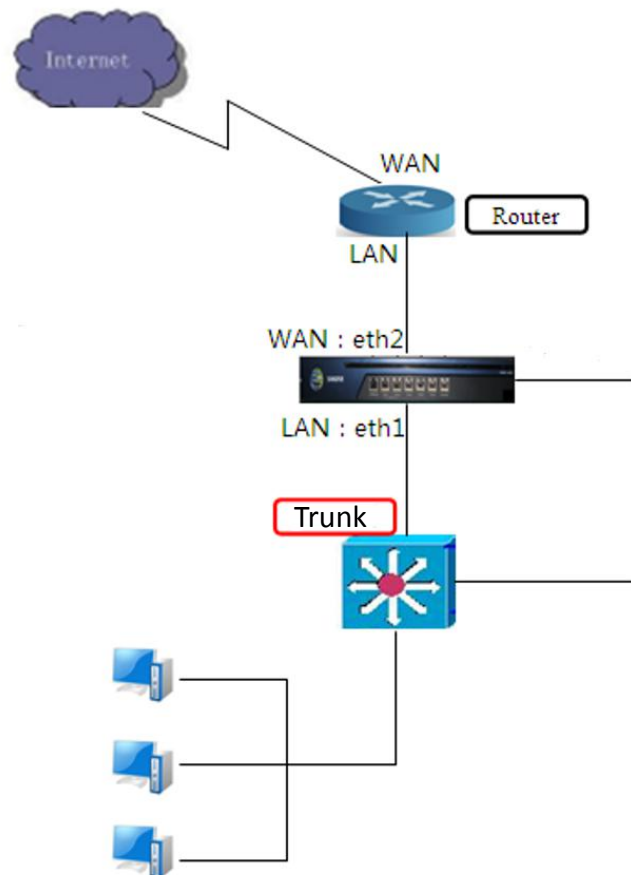 Internet
WAN
Router
LAN
WAN : eth2
LAN : eth1
Trunk